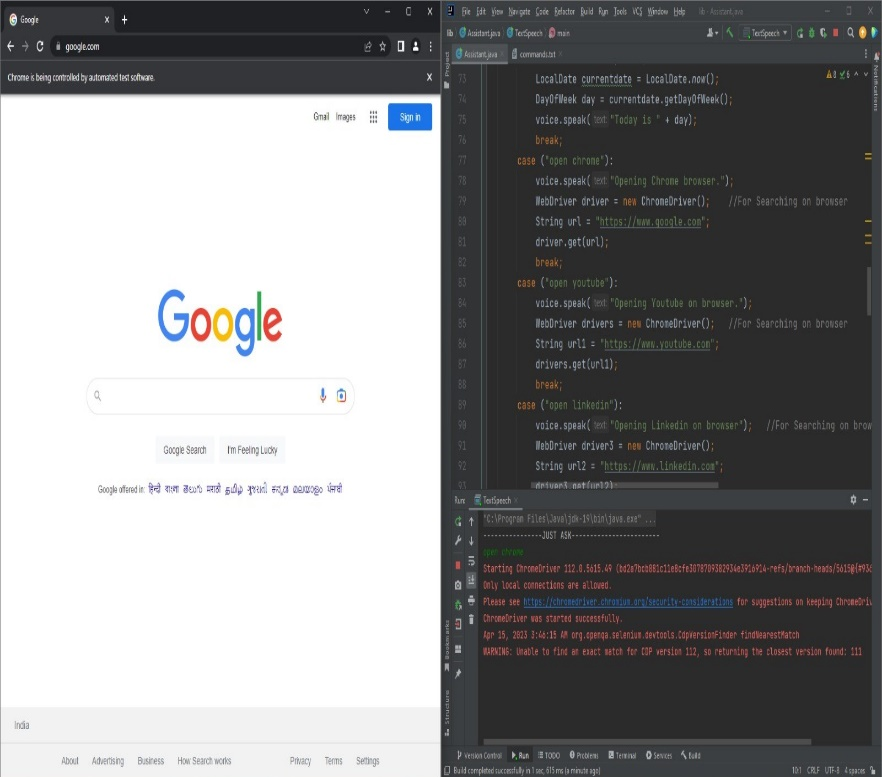 Google
google.com
Chrome is being controlled by automated test software.
Gmail Images Sign in
Google
Google Search I'm Feeling Lucky
Google offered in: हिन्दी বাংলা తెలుగు मराठी தமிழ் ગુજરાતી ಕನ್ನಡ മലയാളം ਪੰਜਾਬੀ
India
About Advertising Business How Search works Privacy Terms Settings
File Edit View Navigate Code Refactor Build Run Tools VCS Window Help lib - Assistant.java
lib Assistant.java TextSpeech main TextSpeech
Assistant.java commands.txt
Project
Notifications
8 6
73 LocalDate currentdate = LocalDate.now();
74 DayOfWeek day = currentdate.getDayOfWeek();
75 voice.speak( text: "Today is " + day);
76 break;
77 case ("open chrome"):
78 voice.speak( text: "Opening Chrome browser.");
79 WebDriver driver = new ChromeDriver(); //For Searching on browser
80 String url = "https://www.google.com";
81 driver.get(url);
82 break;
83 case ("open youtube"):
84 voice.speak( text: "Opening Youtube on browser.");
85 WebDriver drivers = new ChromeDriver(); //For Searching on browser
86 String url1 = "https://www.youtube.com";
87 drivers.get(url1);
88 break;
89 case ("open linkedin"):
90 voice.speak( text: "Opening Linkedin on browser"); //For Searching on brow
91 WebDriver driver3 = new ChromeDriver();
92 String url2 = "https://www.linkedin.com";
93 driver3.get(url2);
Run: TextSpeech
"C:\Program Files\Java\jdk-19\bin\java.exe" ...
---------------JUST ASK-----------------------
open chrome
Starting ChromeDriver 112.0.5615.49
Only local connections are allowed.
Please see https://chromedriver.chromium.org/security-considerations for suggestions on keeping ChromeDriv
ChromeDriver was started successfully.
Apr 15, 2023 3:46:15 AM org.openqa.selenium.devtools.CdpVersionFinder findNearestMatch
WARNING: Unable to find an exact match for CDP version 112, so returning the closest version found: 111
Bookmarks
Structure
Version Control Run TODO Problems Terminal Services Build
Build completed successfully in 1 sec, 615 ms (a minute ago) 10:1 CRLF UTF-8 4 spaces